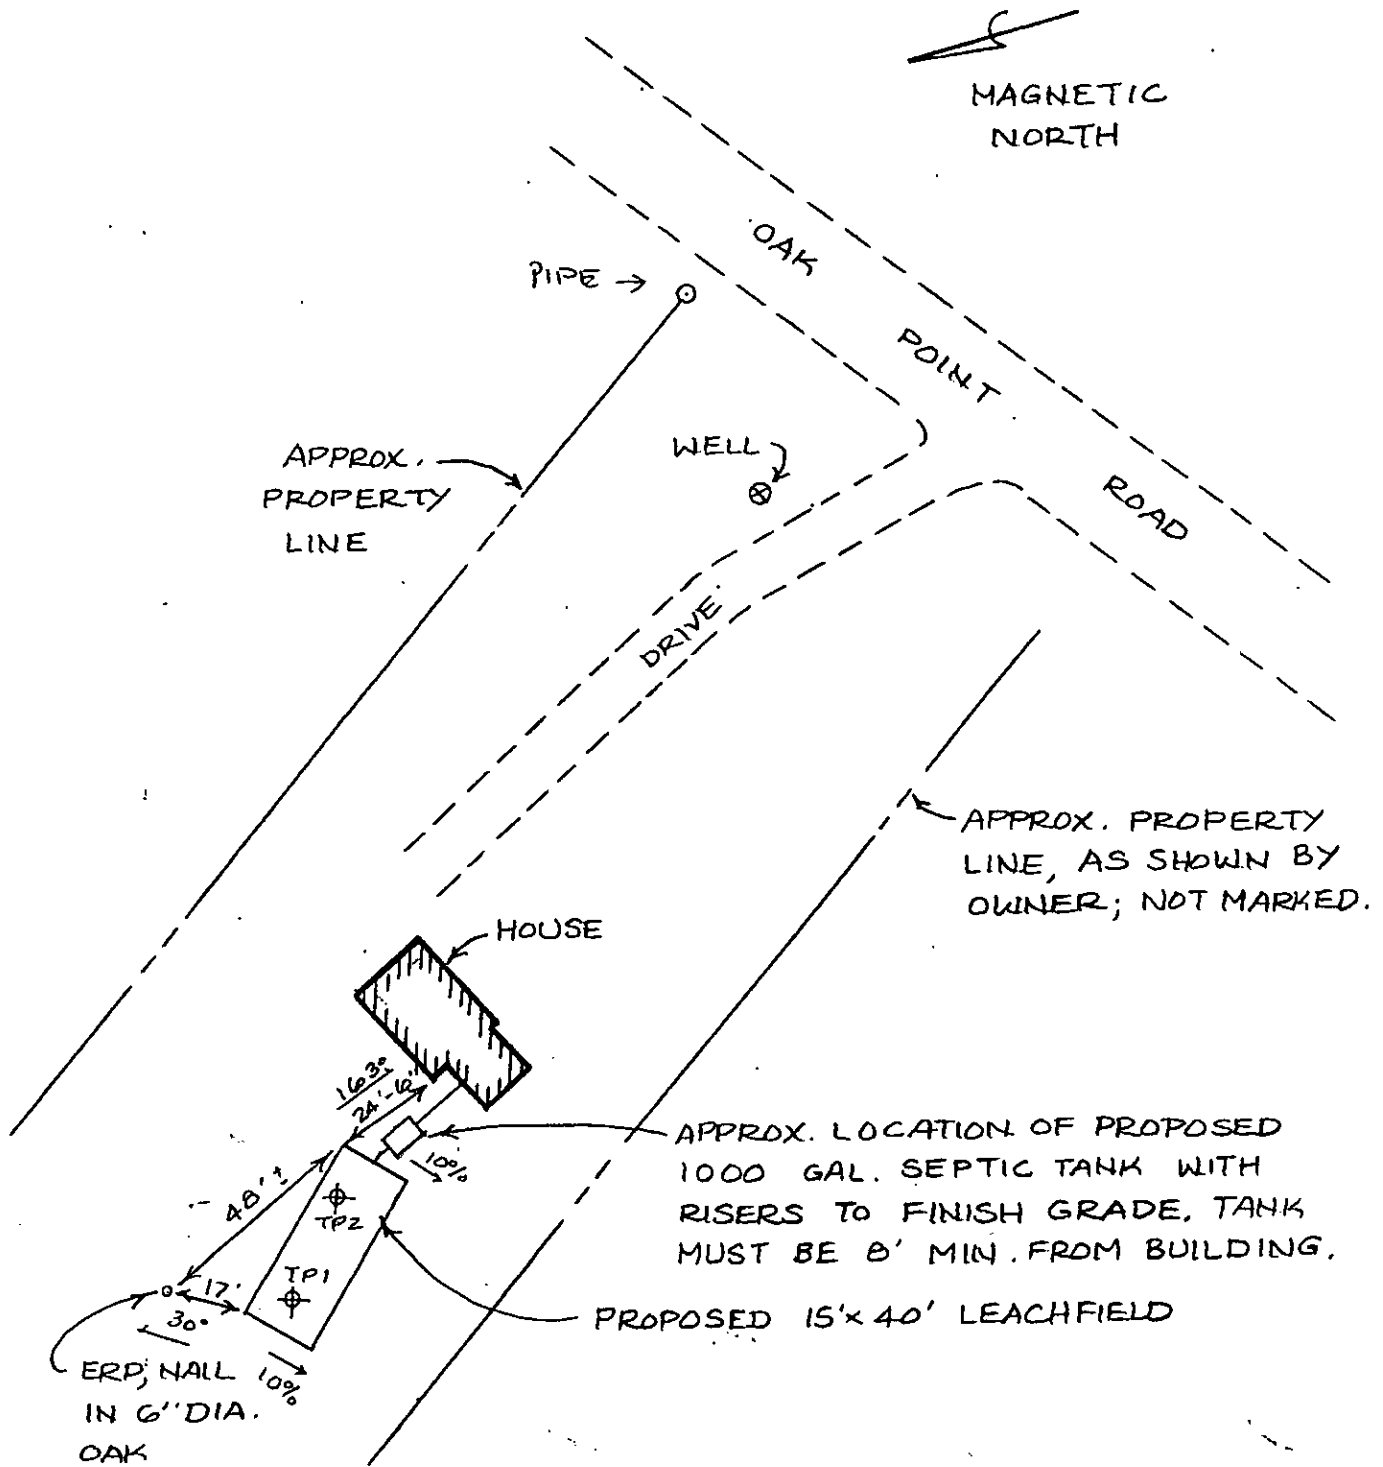 MAGNETIC
NORTH
OAK
POINT
ROAD
PIPE →
WELL
APPROX.
PROPERTY
LINE
DRIVE
APPROX. PROPERTY
LINE, AS SHOWN BY
OWNER; NOT MARKED.
HOUSE
163°
24'-6"
10%
APPROX. LOCATION OF PROPOSED
1000 GAL. SEPTIC TANK WITH
RISERS TO FINISH GRADE. TANK
MUST BE 8' MIN. FROM BUILDING.
48'±
TP2
TP1
17'
30°
PROPOSED 15'x 40' LEACHFIELD
10%
ERP; NAIL
IN 6" DIA.
OAK